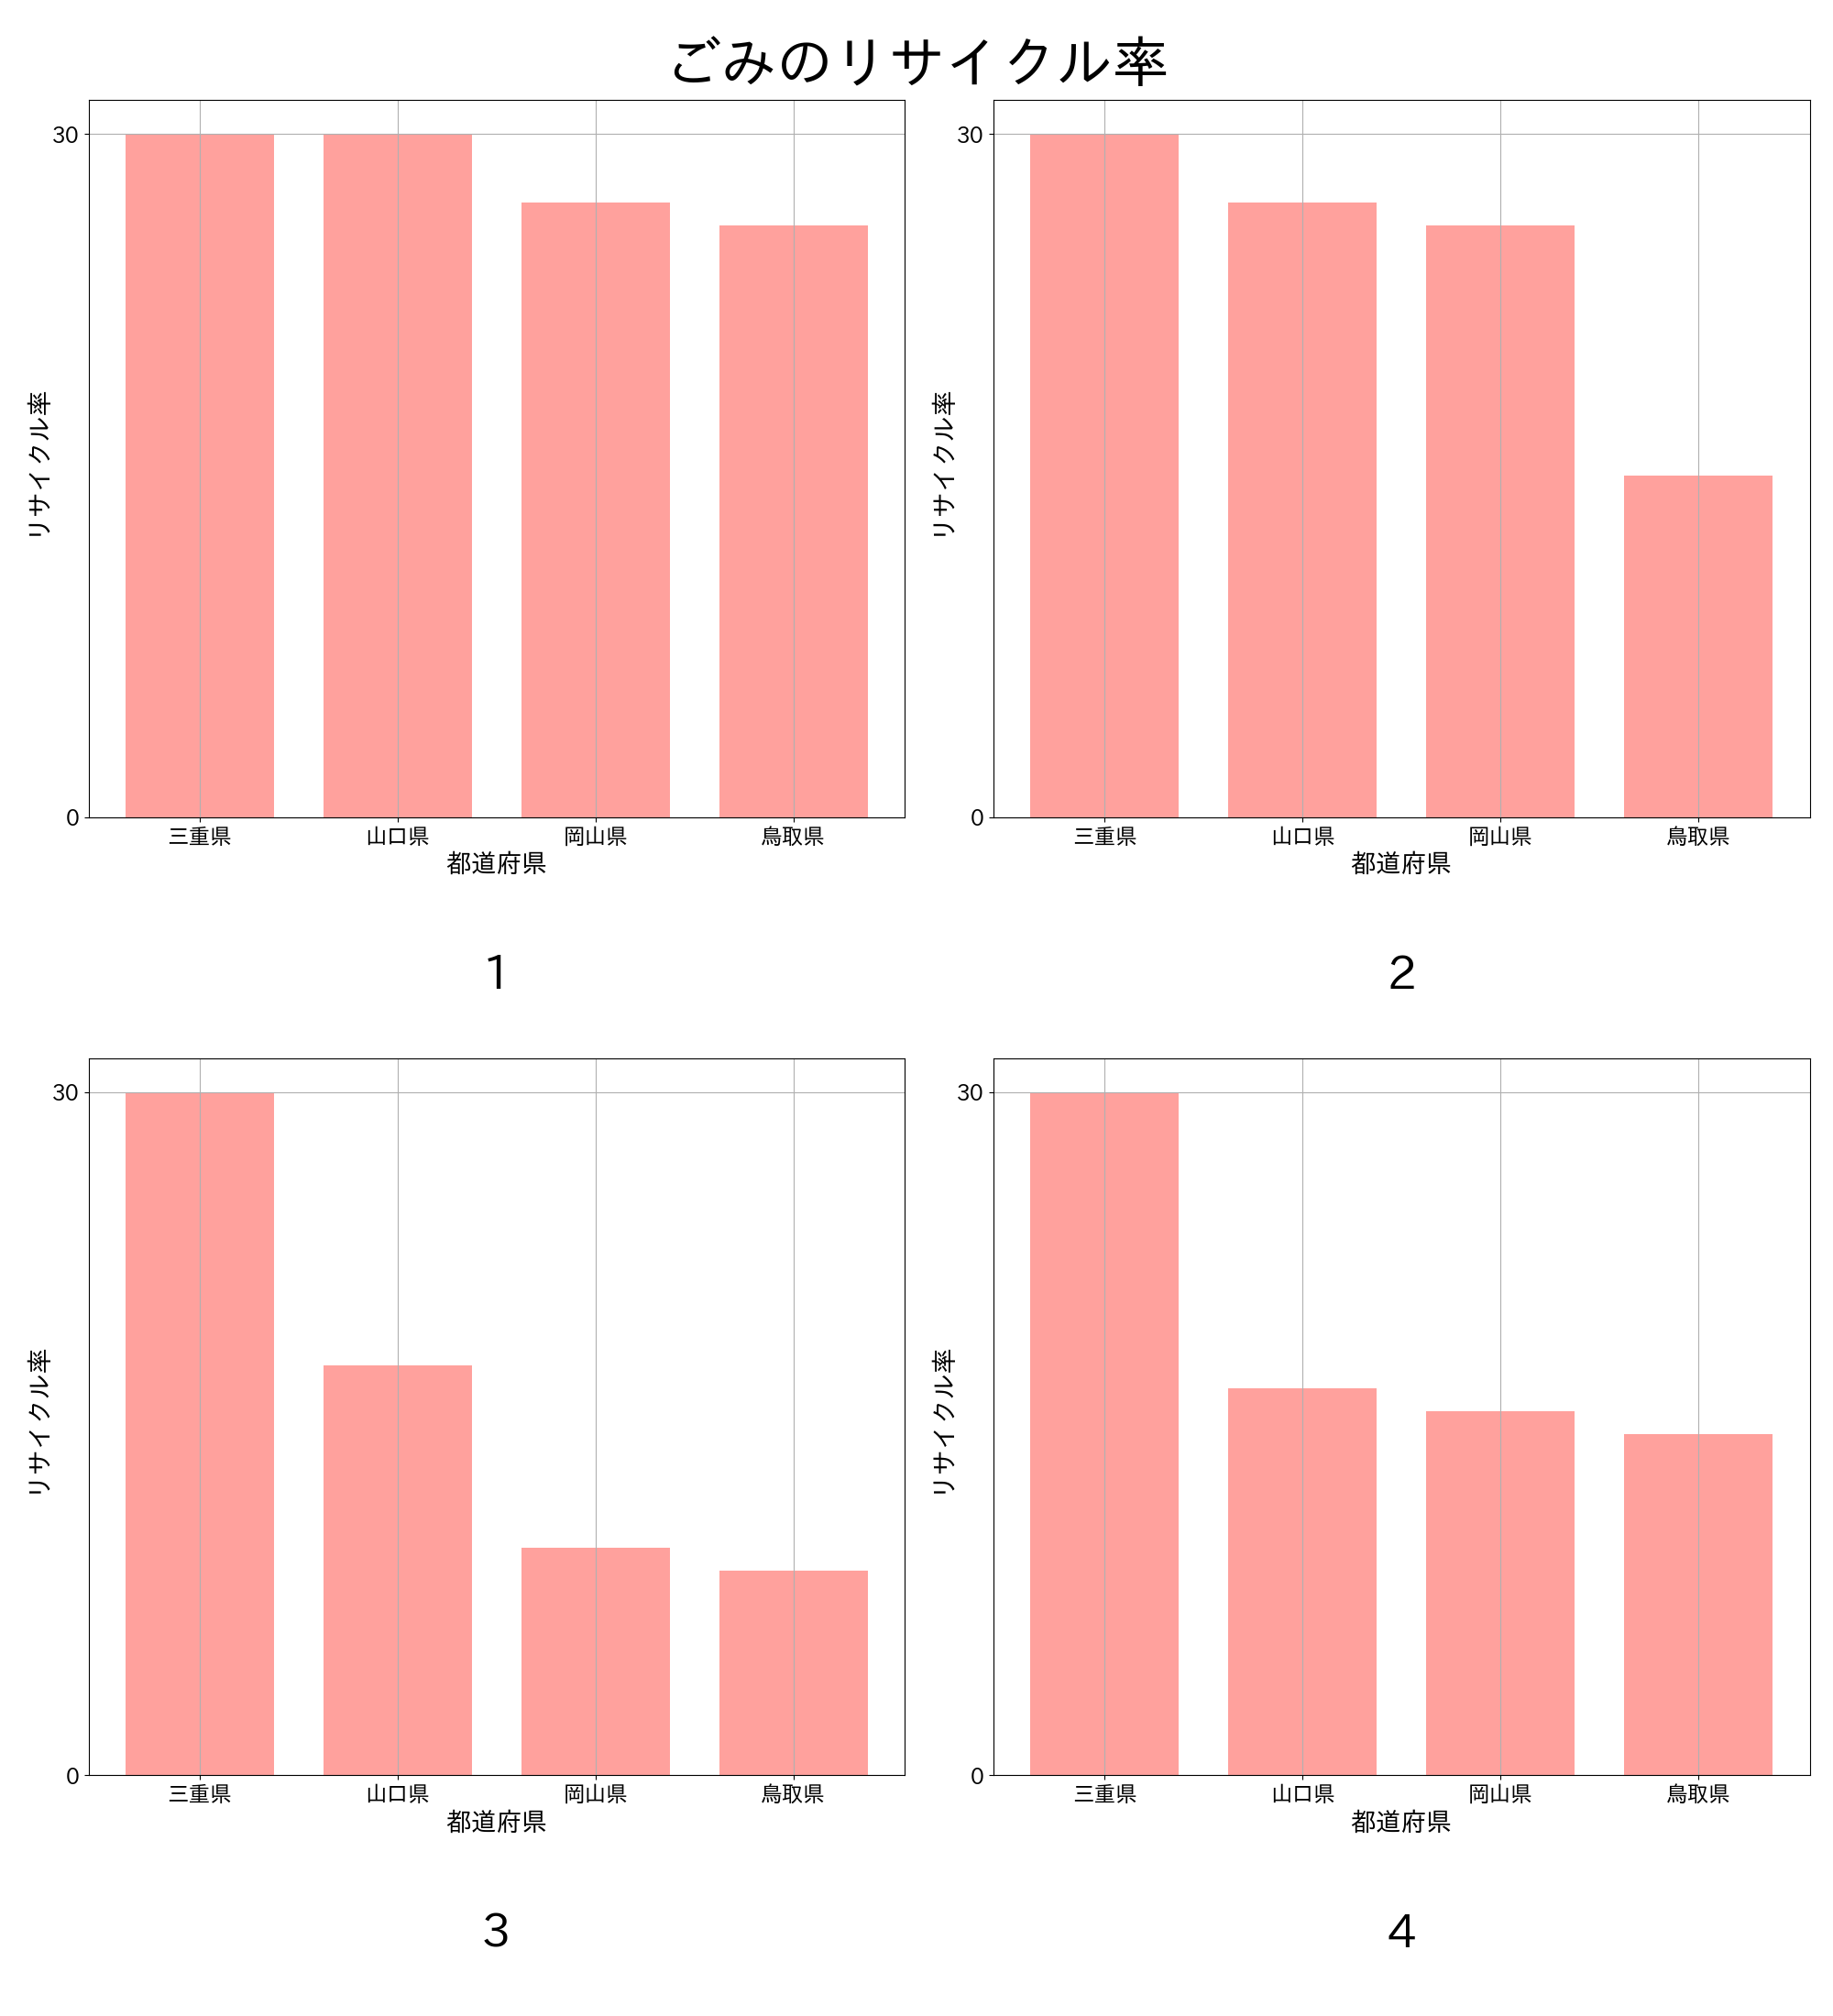 ごみのリサイクル率
30
0
リサイクル率
三重県 山口県 岡山県 鳥取県
都道府県
1
30
0
リサイクル率
三重県 山口県 岡山県 鳥取県
都道府県
2
30
0
リサイクル率
三重県 山口県 岡山県 鳥取県
都道府県
3
30
0
リサイクル率
三重県 山口県 岡山県 鳥取県
都道府県
4